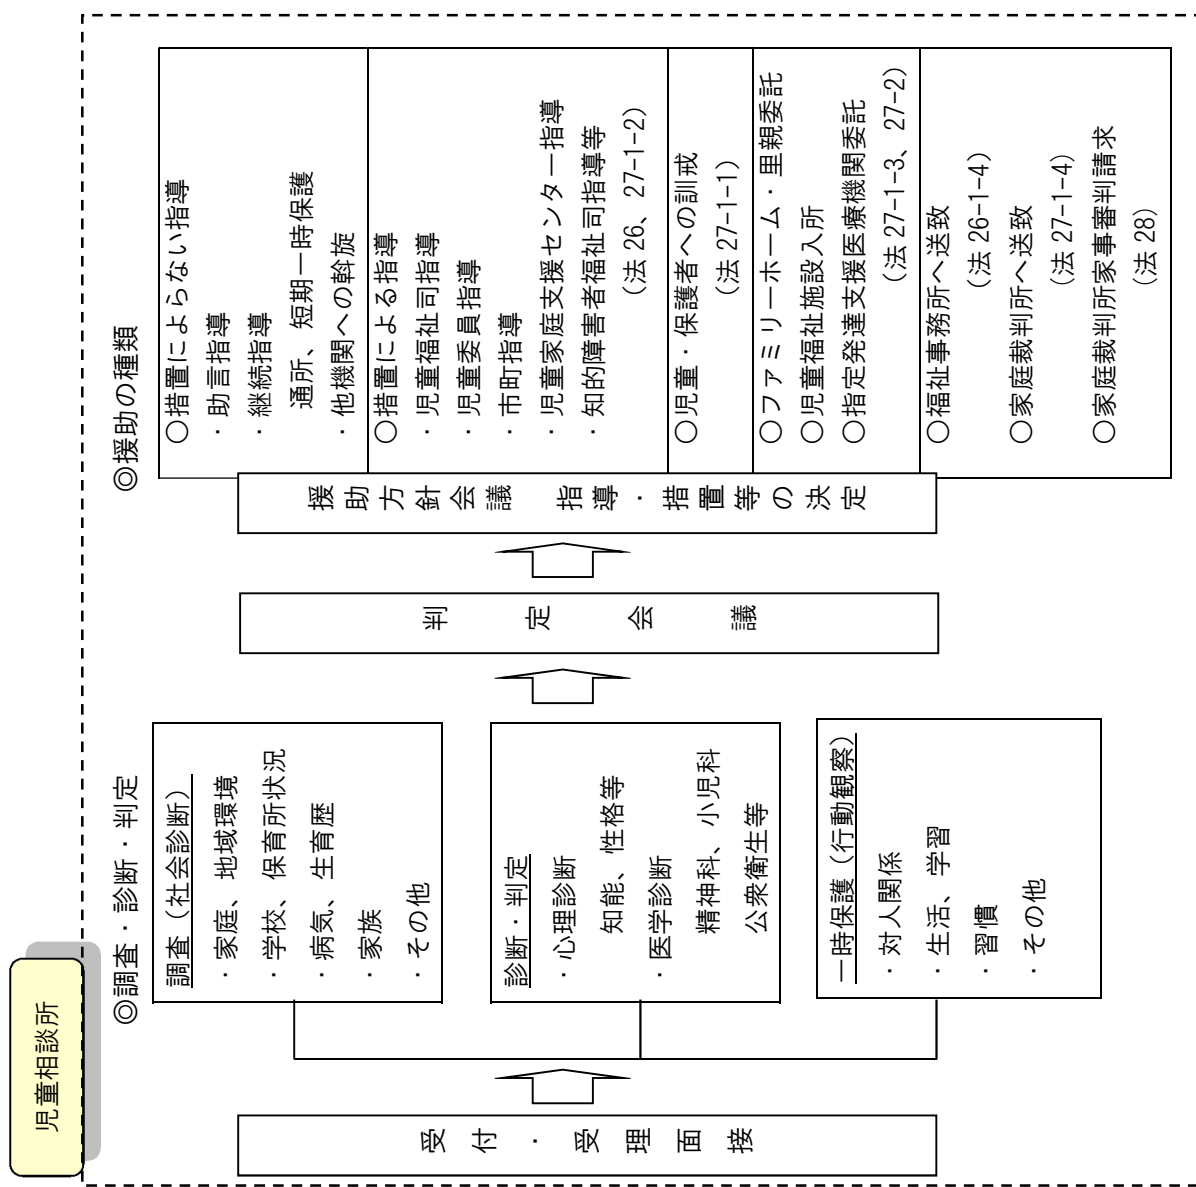 児童相談所
受付・受理面接
◎調査・診断・判定
調査（社会診断）
・家庭、地域環境
・学校、保育所状況
・病気、生育歴
・家族
・その他
診断・判定
・心理診断
知能、性格等
・医学診断
精神科、小児科
公衆衛生等
一時保護（行動観察）
・対人関係
・生活、学習
・習慣
・その他
判定会議
援助方針会議　指導・措置等の決定
◎援助の種類
○措置によらない指導
・助言指導
・継続指導
通所、短期一時保護
・他機関への斡旋
○措置による指導
・児童福祉司指導
・児童委員指導
・市町指導
・児童家庭支援センター指導
・知的障害者福祉司指導等
（法 26、27-1-2）
○児童・保護者への訓戒
（法 27-1-1）
○ファミリーホーム・里親委託
○児童福祉施設入所
○指定発達支援医療機関委託
（法 27-1-3、27-2）
○福祉事務所へ送致
（法 26-1-4）
○家庭裁判所へ送致
（法 27-1-4）
○家庭裁判所家事審判請求
（法 28）